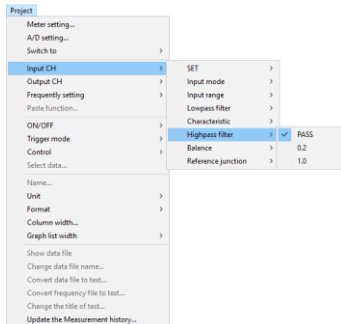 Project
Meter setting...
A/D setting...
Switch to
Input CH
Output CH
Frequently setting
Paste function...
ON/OFF
Trigger mode
Control
Select data...
Name...
Unit
Format
Column width...
Graph list width
Show data file
Change data file name...
Convert data file to text...
Convert frequency file to text...
Change the title of test...
Update the Measurement history...
SET
Input mode
Input range
Lowpass filter
Characteristic
Highpass filter
Balance
Reference junction
PASS
0.2
1.0